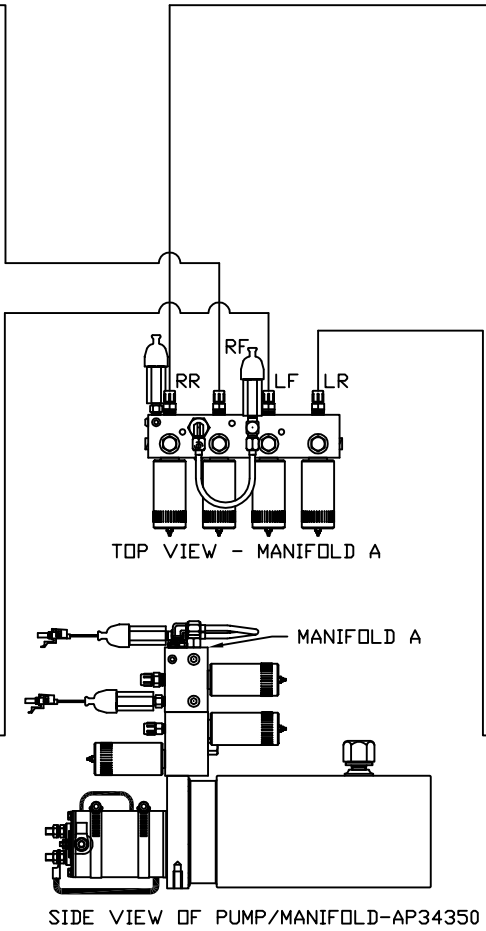 RF
RR
LF
LR
TOP VIEW - MANIFOLD A
MANIFOLD A
SIDE VIEW OF PUMP/MANIFOLD-AP34350